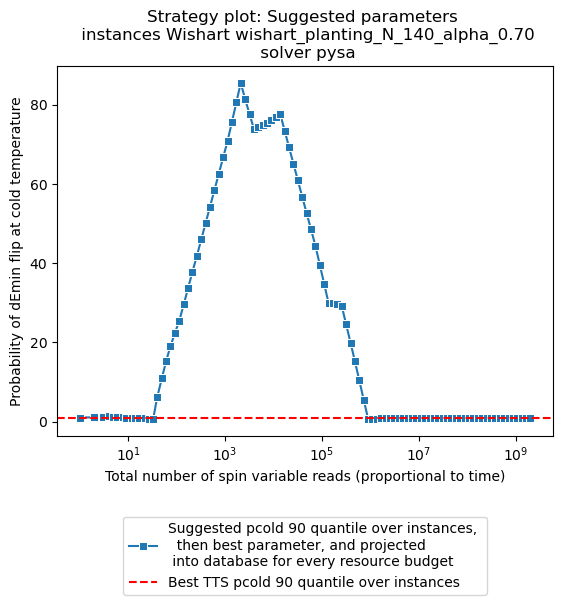 Strategy plot: Suggested parameters
instances Wishart wishart_planting_N_140_alpha_0.70
solver pysa
Probability of dEmin flip at cold temperature
80
60
40
20
0
10^1
10^3
10^5
10^7
10^9
Total number of spin variable reads (proportional to time)
Suggested pcold 90 quantile over instances,
then best parameter, and projected
into database for every resource budget
Best TTS pcold 90 quantile over instances